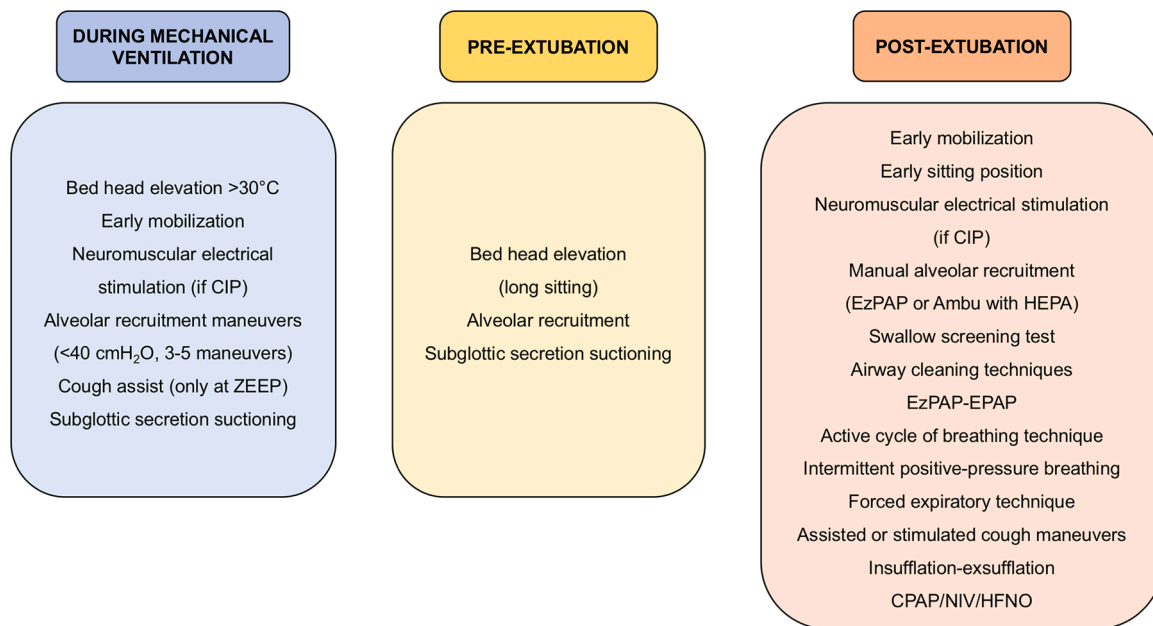 DURING MECHANICAL
VENTILATION
Bed head elevation >30°C
Early mobilization
Neuromuscular electrical
stimulation (if CIP)
Alveolar recruitment maneuvers
(<40 cmH₂O, 3-5 maneuvers)
Cough assist (only at ZEEP)
Subglottic secretion suctioning
PRE-EXTUBATION
Bed head elevation
(long sitting)
Alveolar recruitment
Subglottic secretion suctioning
POST-EXTUBATION
Early mobilization
Early sitting position
Neuromuscular electrical stimulation
(if CIP)
Manual alveolar recruitment
(EzPAP or Ambu with HEPA)
Swallow screening test
Airway cleaning techniques
EzPAP-EPAP
Active cycle of breathing technique
Intermittent positive-pressure breathing
Forced expiratory technique
Assisted or stimulated cough maneuvers
Insufflation-exsufflation
CPAP/NIV/HFNO